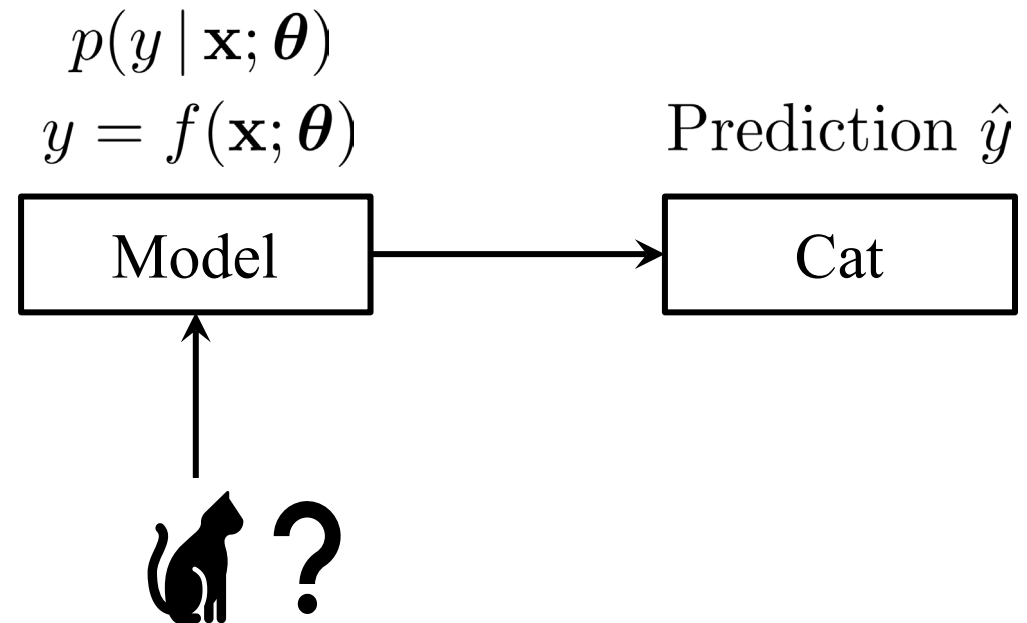 p(y | x; θ)
y = f(x; θ)
Prediction ŷ
Model
Cat
?